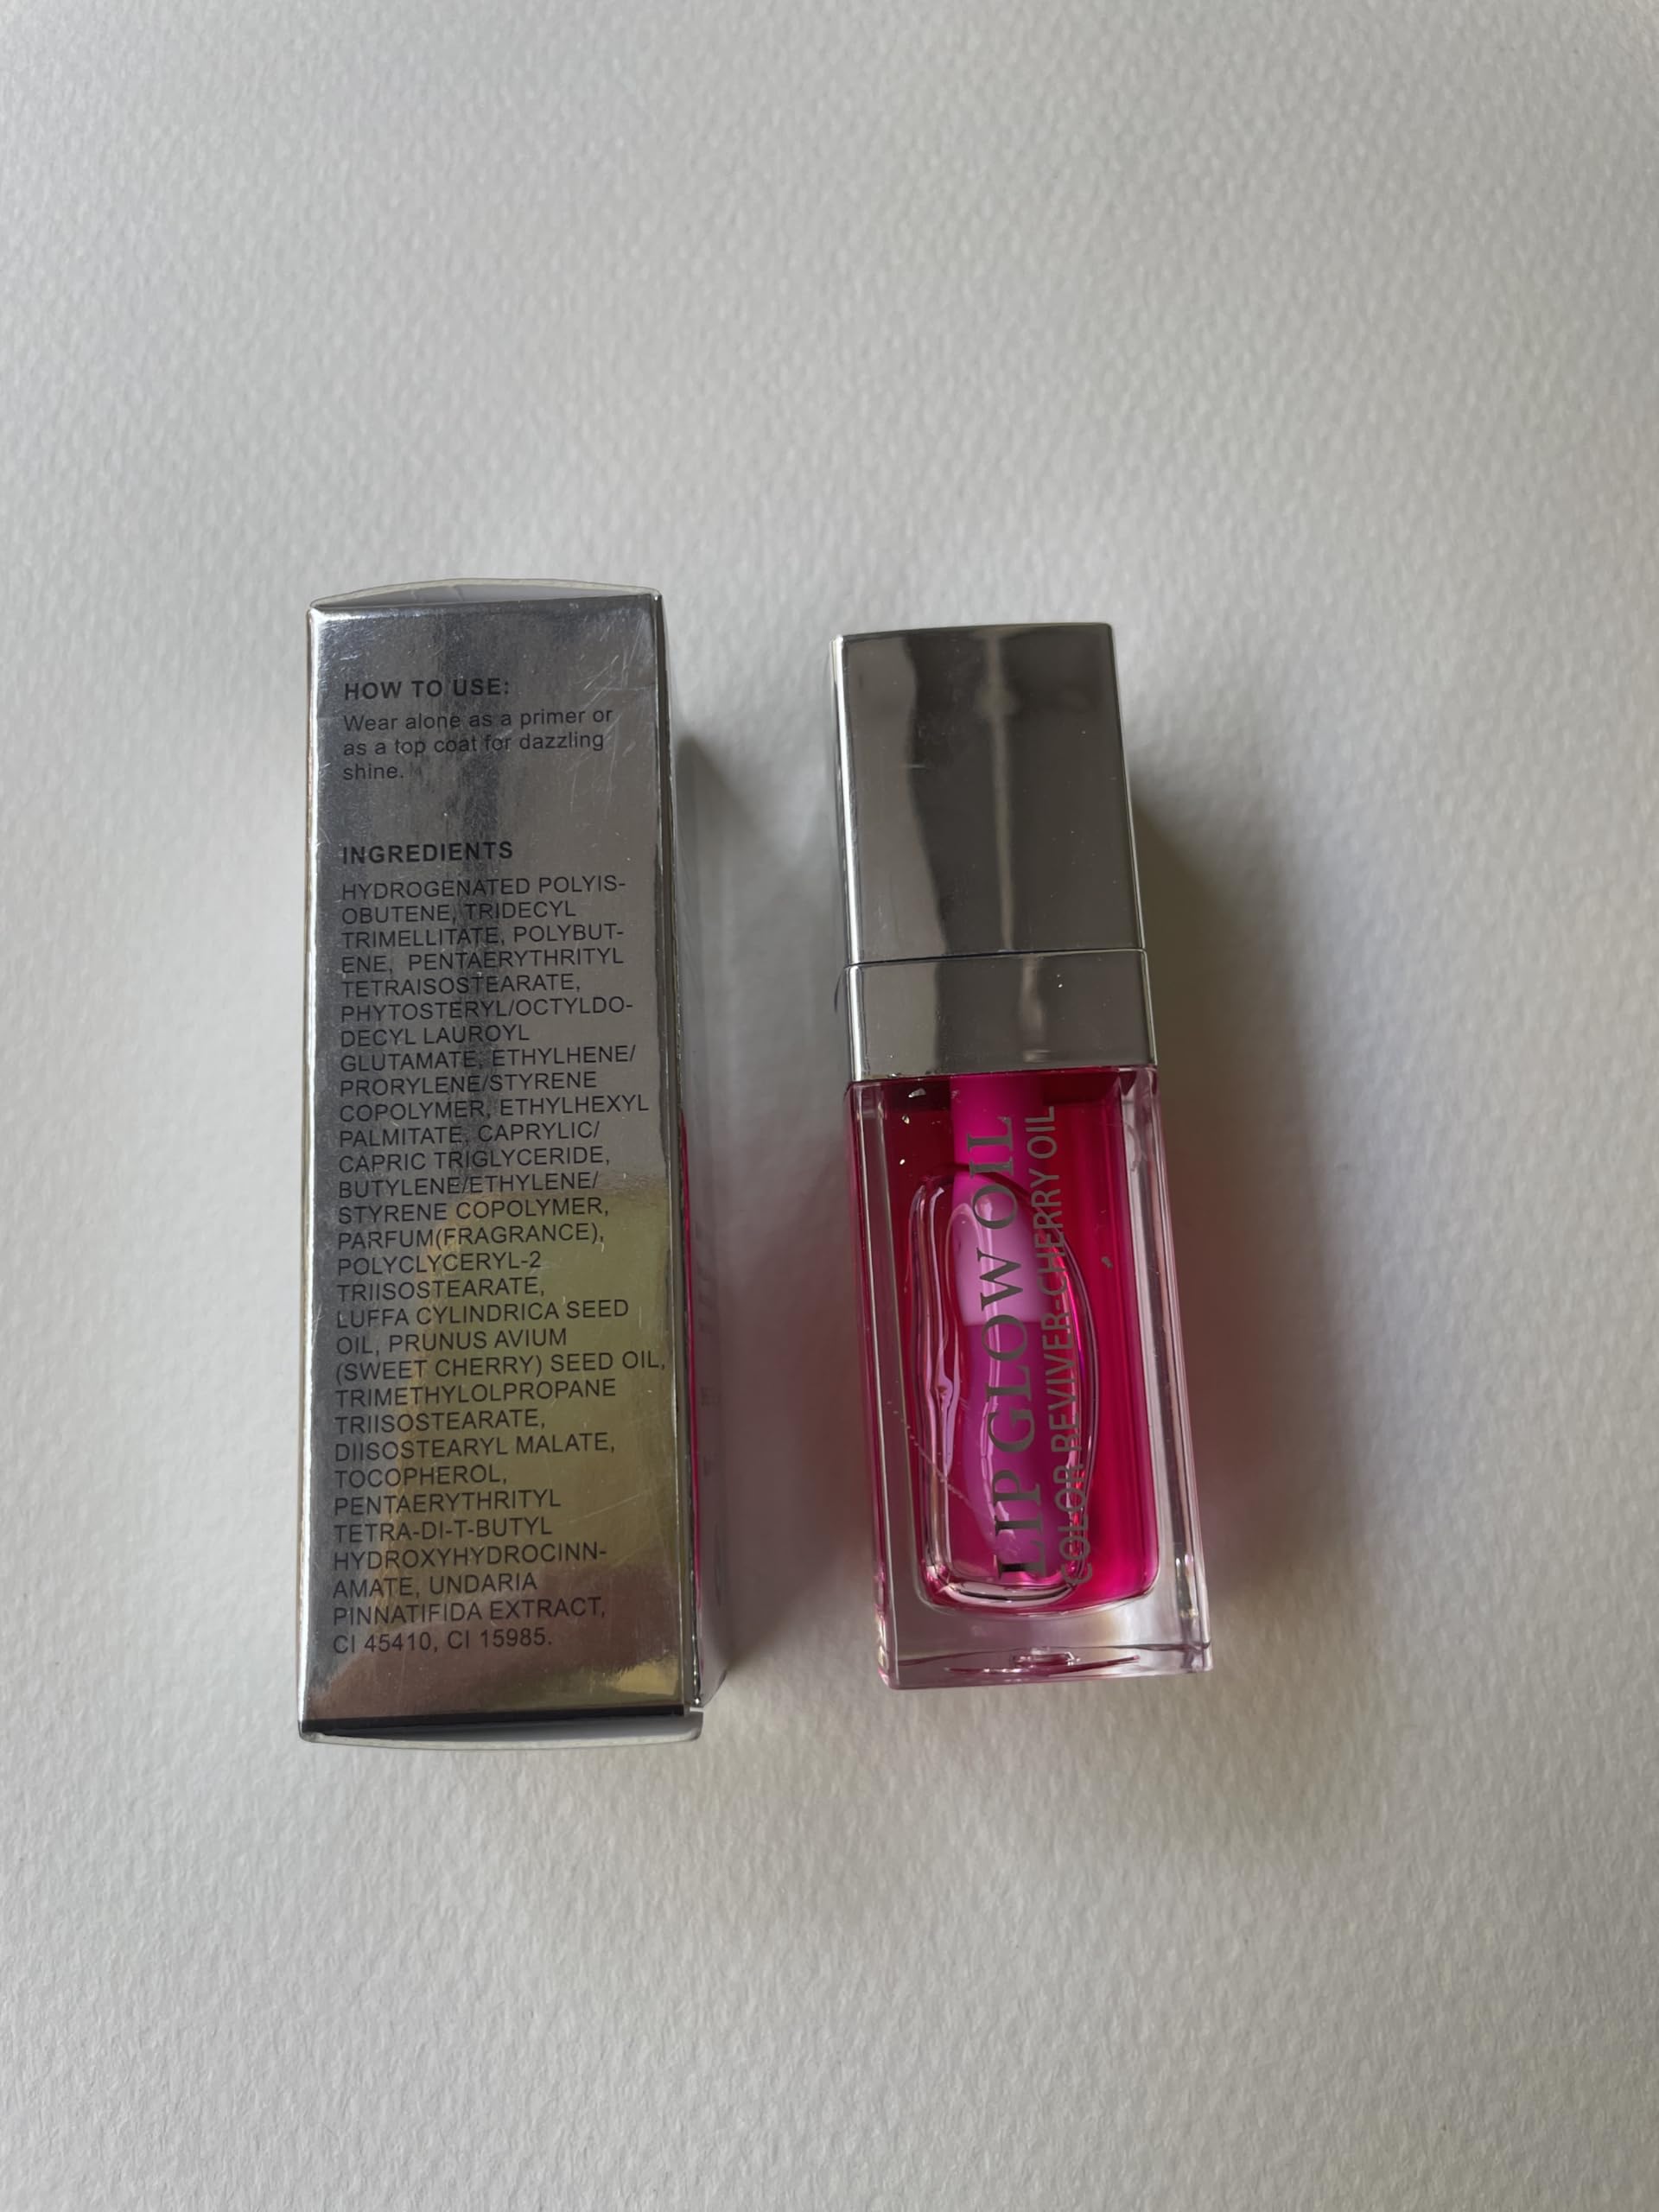 HOW TO USE:
Wear alone as a primer or
as a top coat for dazzling
shine.
INGREDIENTS
HYDROGENATED POLYIS-
OBUTENE, TRIDECYL
TRIMELLITATE, POLYBUT-
ENE, PENTAERYTHRITYL
TETRAISOSTEARATE,
PHYTOSTERYL/OCTYLDO-
DECYL LAUROYL
GLUTAMATE, ETHYLHENE/
PRORYLENE/STYRENE
COPOLYMER, ETHYLHEXYL
PALMITATE, CAPRYLIC/
CAPRIC TRIGLYCERIDE,
BUTYLENE/ETHYLENE/
STYRENE COPOLYMER,
PARFUM(FRAGRANCE),
POLYCLYCERYL-2
TRIISOSTEARATE,
LUFFA CYLINDRICA SEED
OIL, PRUNUS AVIUM
(SWEET CHERRY) SEED OIL,
TRIMETHYLOLPROPANE
TRIISOSTEARATE,
DIISOSTEARYL MALATE,
TOCOPHEROL,
PENTAERYTHRITYL
TETRA-DI-T-BUTYL
HYDROXYHYDROCINN-
AMATE, UNDARIA
PINNATIFIDA EXTRACT,
CI 45410, CI 15985.
LIP GLOW OIL
COLOR REVIVER-CHERRY OIL